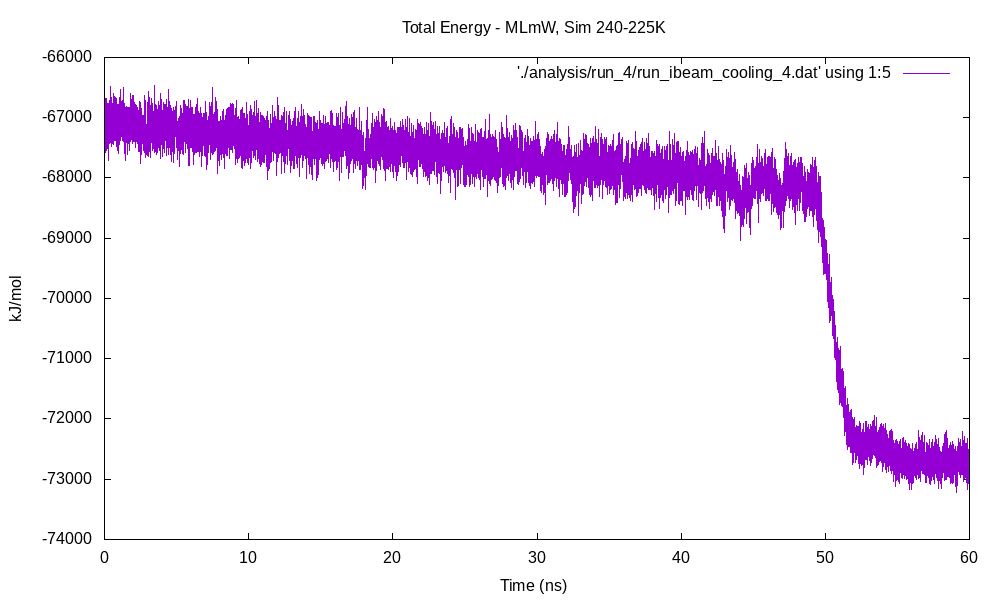 Total Energy - MLmW, Sim 240-225K
'./analysis/run_4/run_ibeam_cooling_4.dat' using 1:5
-66000
-67000
-68000
-69000
-70000
-71000
-72000
-73000
-74000
kJ/mol
0 10 20 30 40 50 60
Time (ns)